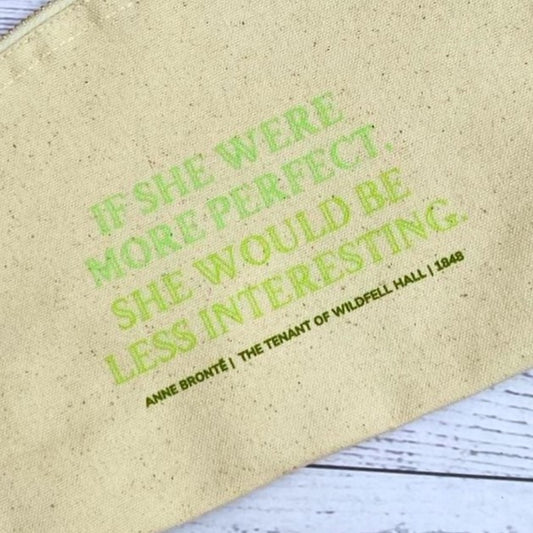 IF SHE WERE
MORE PERFECT,
SHE WOULD BE
LESS INTERESTING.
ANNE BRONTË | THE TENANT OF WILDFELL HALL | 1848